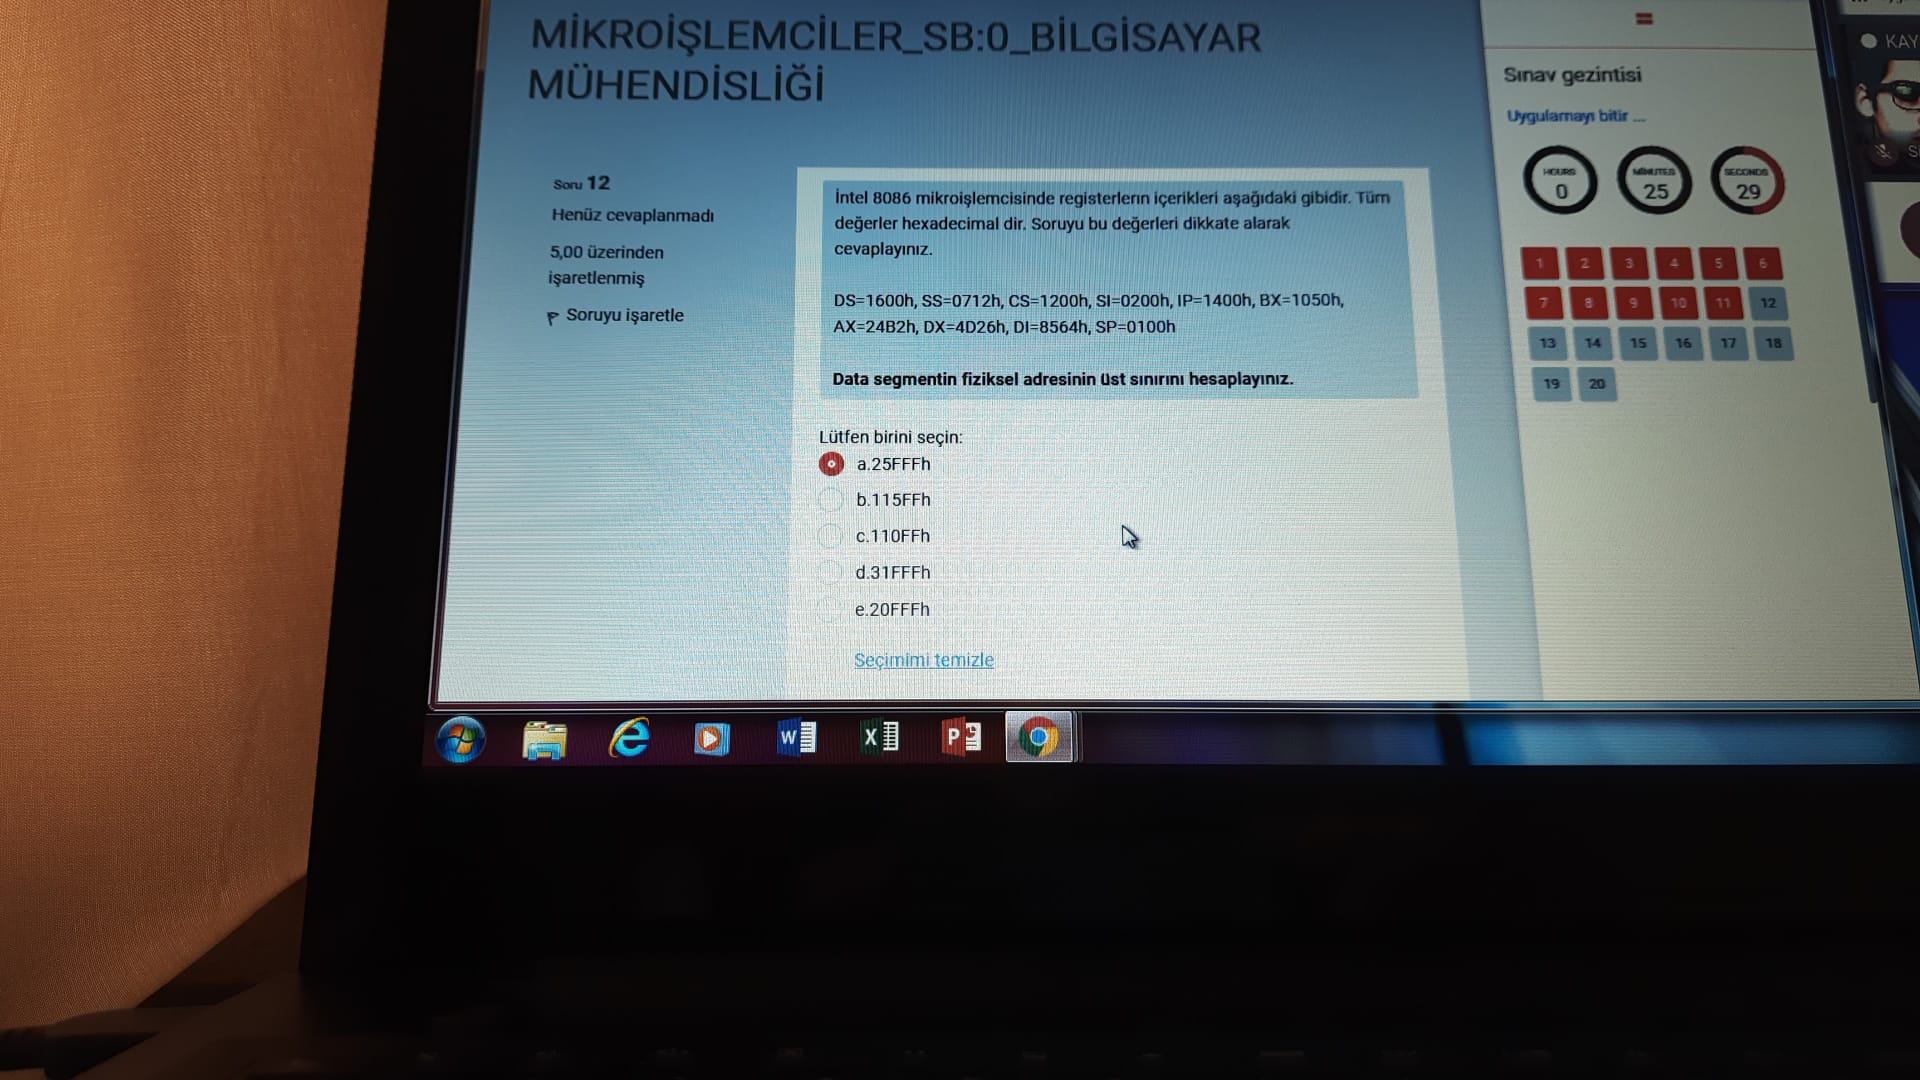 MİKROİŞLEMCİLER_SB:0_BİLGİSAYAR
MÜHENDİSLİĞİ
Soru 12
Henüz cevaplanmadı
5,00 üzerinden
işaretlenmiş
Soruyu işaretle
İntel 8086 mikroişlemcisinde registerlerın içerikleri aşağıdaki gibidir. Tüm
değerler hexadecimal dir. Soruyu bu değerleri dikkate alarak
cevaplayınız.
DS=1600h, SS=0712h, CS=1200h, SI=0200h, IP=1400h, BX=1050h,
AX=24B2h, DX=4D26h, DI=8564h, SP=0100h
Data segmentin fiziksel adresinin üst sınırını hesaplayınız.
Lütfen birini seçin:
a.25FFFh
b.115FFh
c.110FFh
d.31FFFh
e.20FFFh
Seçimimi temizle
Sınav gezintisi
Uygulamayı bitir ...
HOURS
0
MINUTES
25
SECONDS
29
1 2 3 4 5 6
7 8 9 10 11 12
13 14 15 16 17 18
19 20
KAY
W
X
P